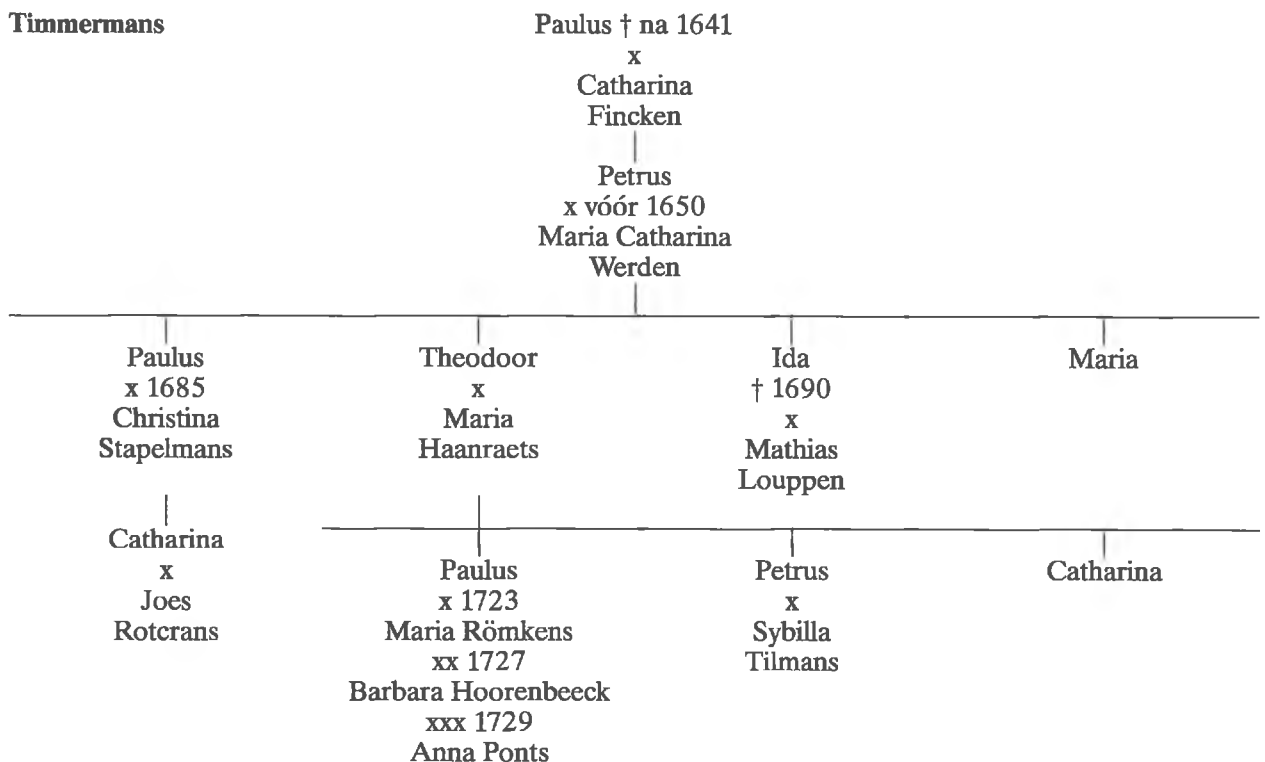 Timmermans
Paulus † na 1641
x
Catharina
Fincken
Petrus
x vóór 1650
Maria Catharina
Werden
Paulus
x 1685
Christina
Stapelmans
Theodoor
x
Maria
Haanraets
Ida
† 1690
x
Mathias
Louppen
Maria
Catharina
x
Joes
Rotcrans
Paulus
x 1723
Maria Römkens
xx 1727
Barbara Hoorenbeeck
xxx 1729
Anna Ponts
Petrus
x
Sybilla
Tilmans
Catharina